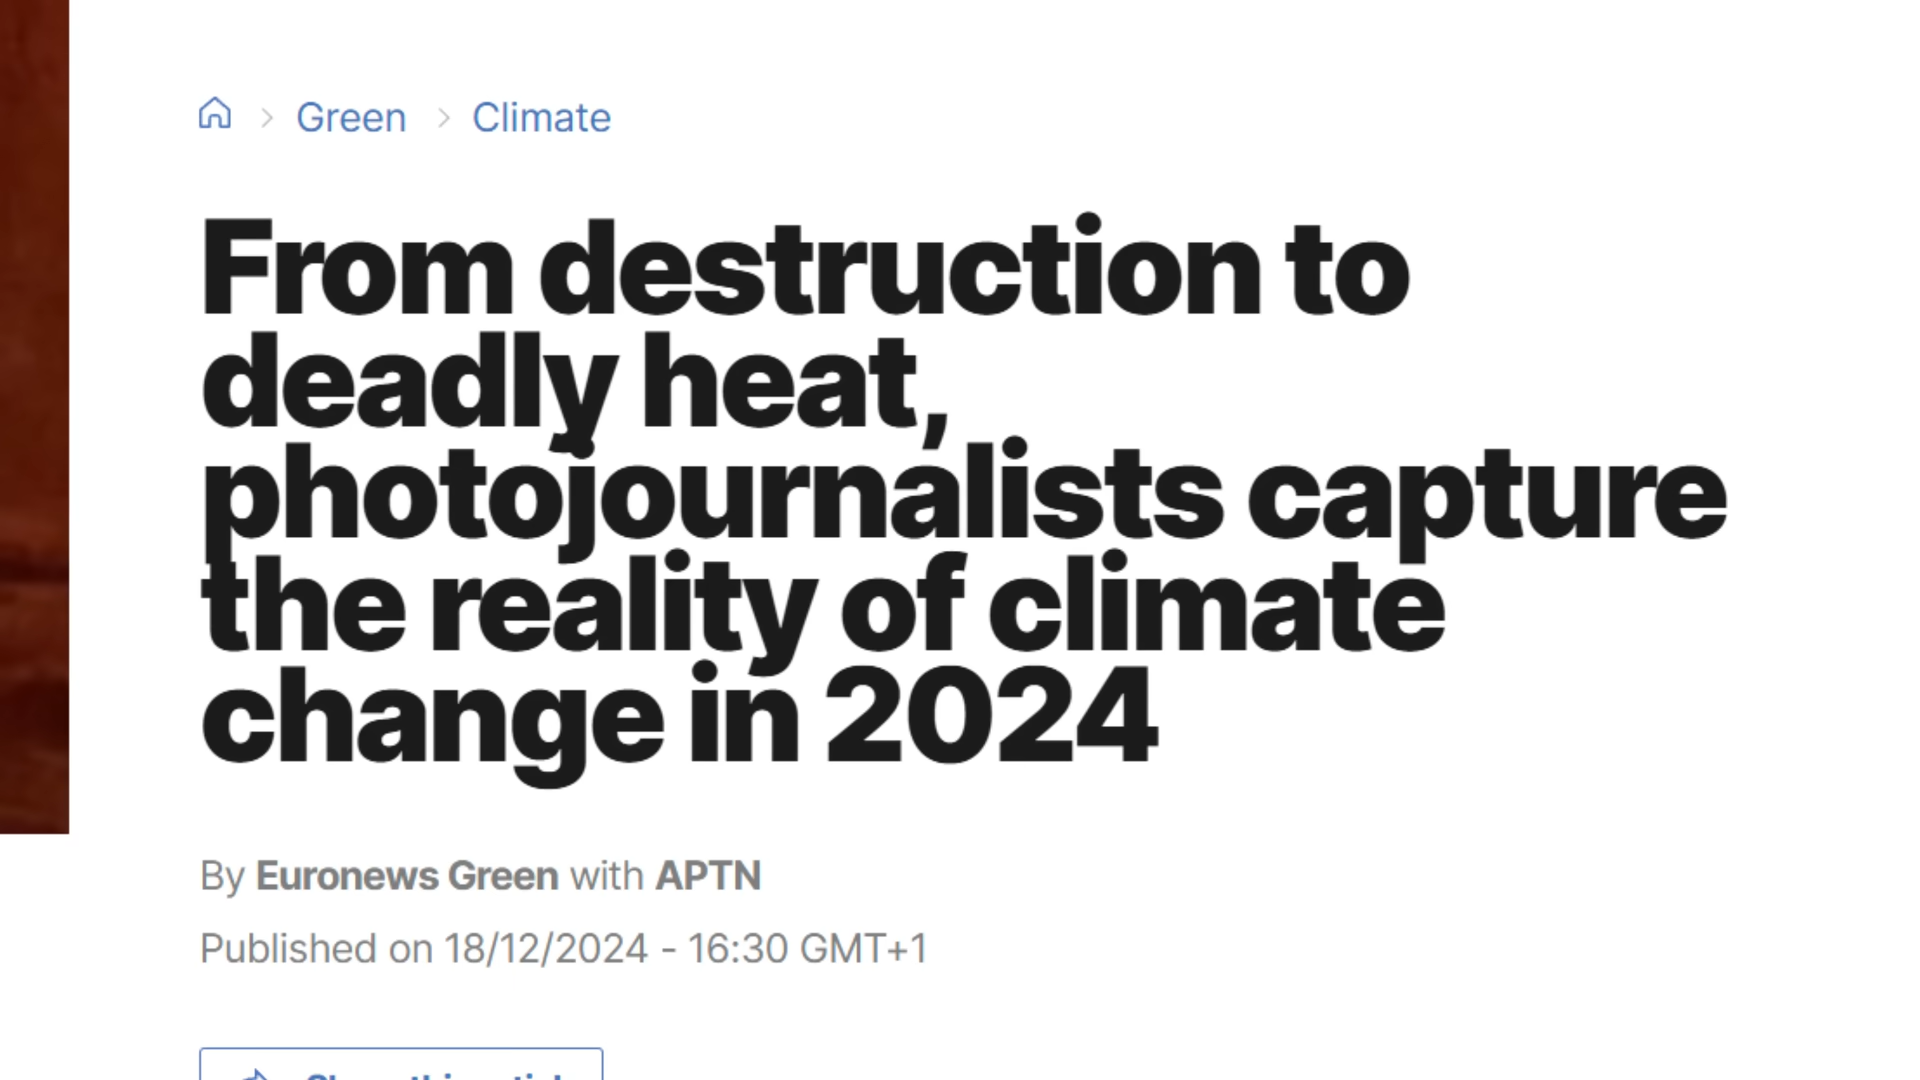 Green > Climate
From destruction to
deadly heat,
photojournalists capture
the reality of climate
change in 2024
By Euronews Green with APTN
Published on 18/12/2024 - 16:30 GMT+1